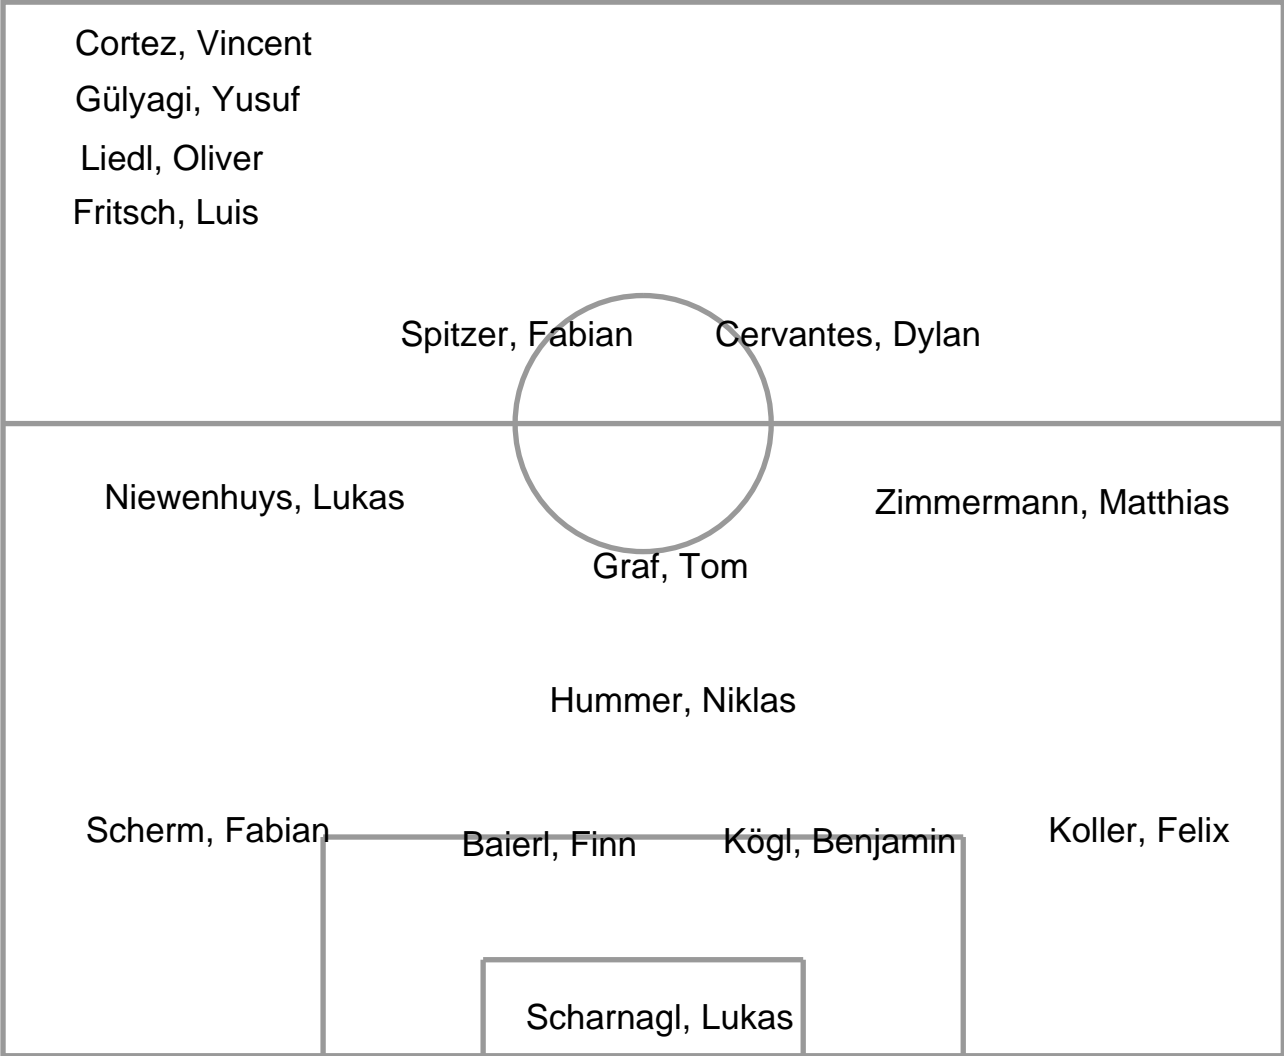 Cortez, Vincent
Gülyagi, Yusuf
Liedl, Oliver
Fritsch, Luis
Spitzer, Fabian
Cervantes, Dylan
Niewenhuys, Lukas
Zimmermann, Matthias
Graf, Tom
Hummer, Niklas
Scherm, Fabian
Baierl, Finn
Kögl, Benjamin
Koller, Felix
Scharnagl, Lukas